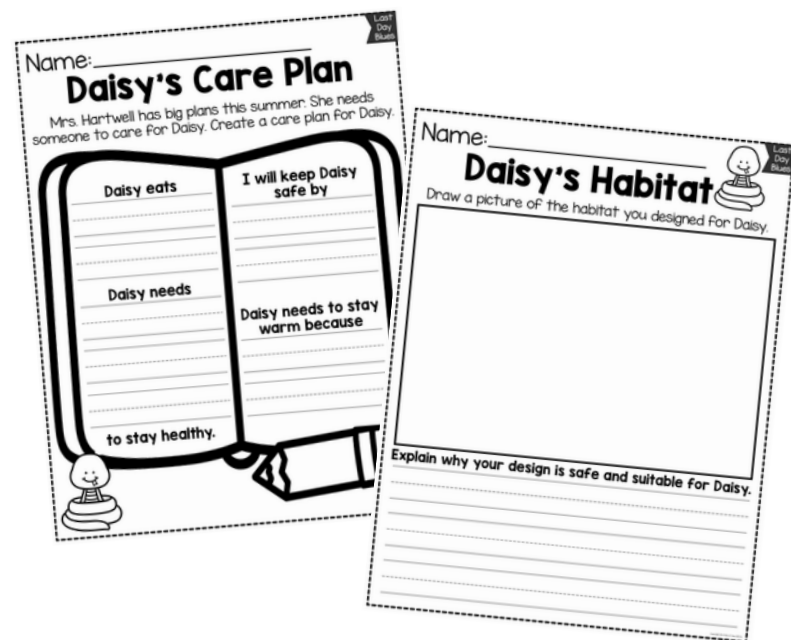 Last
Day
Blues
Name:
Daisy's Care Plan
Mrs. Hartwell has big plans this summer. She needs
someone to care for Daisy. Create a care plan for Daisy.
Daisy eats
Daisy needs
to stay healthy.
I will keep Daisy
safe by
Daisy needs to stay
warm because
Last
Day
Blues
Name:
Daisy's Habitat
Draw a picture of the habitat you designed for Daisy.
Explain why your design is safe and suitable for Daisy.